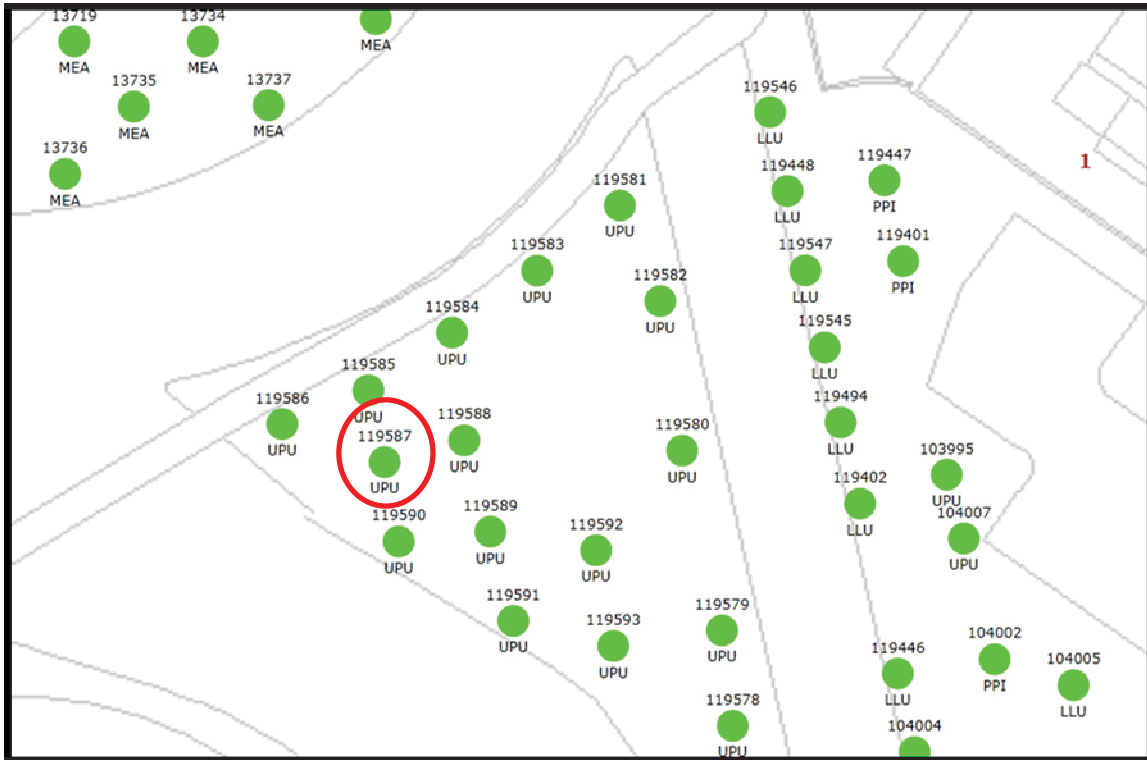 13719
MEA
13734
MEA
MEA
13735
MEA
13737
MEA
13736
MEA
119546
LLU
119448
LLU
119447
PPI
119581
UPU
119401
PPI
119583
UPU
119547
LLU
119582
UPU
119584
UPU
119545
LLU
119585
UPU
119586
UPU
119587
UPU
119588
UPU
119494
LLU
119580
UPU
119402
LLU
103995
UPU
104007
UPU
119590
UPU
119589
UPU
119592
UPU
119591
UPU
119593
UPU
119579
UPU
119446
LLU
104002
PPI
104005
LLU
119578
UPU
104004
1